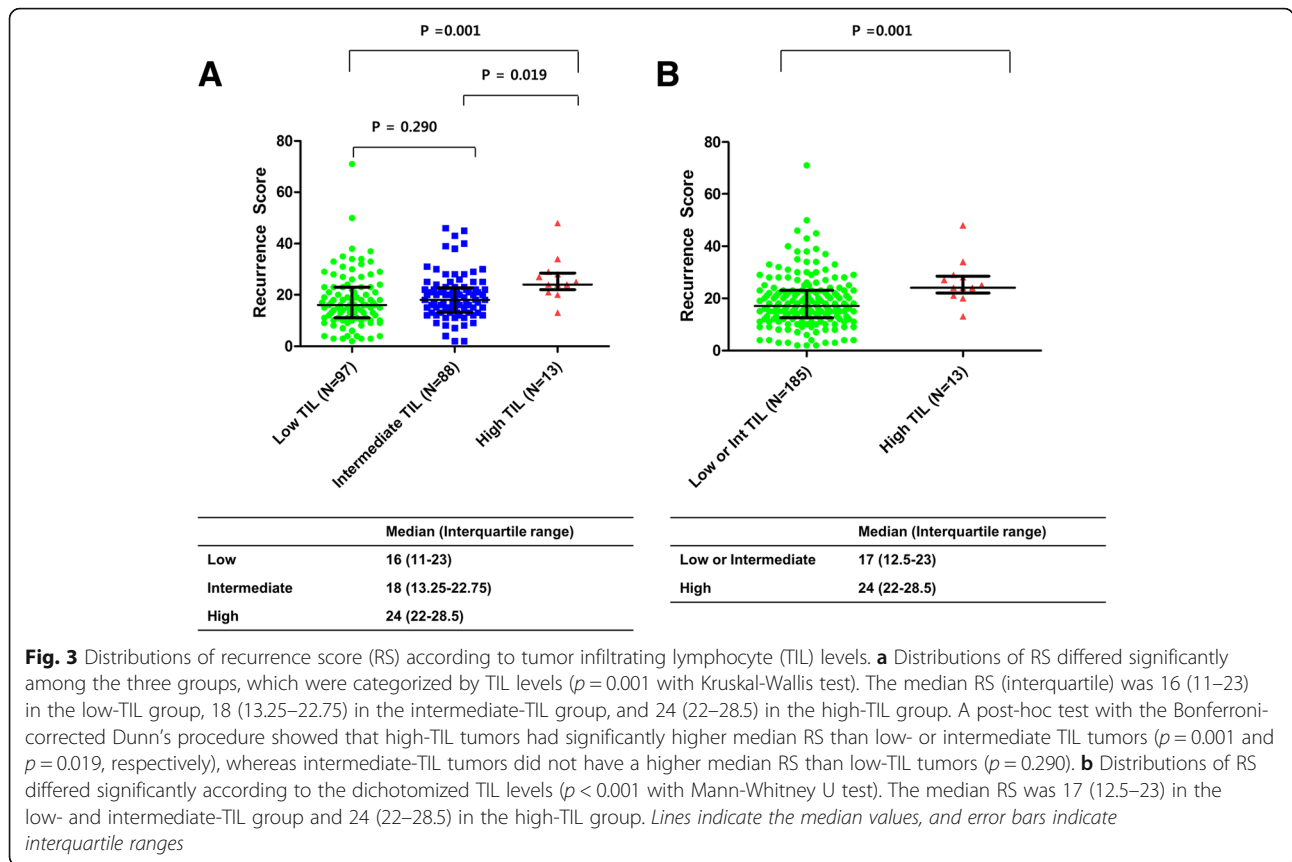 P =0.001
A
P = 0.019
P = 0.290
Recurrence Score
80
60
40
20
0
Low TIL (N=97)
Intermediate TIL (N=88)
High TIL (N=13)
Median (Interquartile range)
Low 16 (11-23)
Intermediate 18 (13.25-22.75)
High 24 (22-28.5)
P =0.001
B
Recurrence Score
80
60
40
20
0
Low or Int TIL (N=185)
High TIL (N=13)
Median (Interquartile range)
Low or Intermediate 17 (12.5-23)
High 24 (22-28.5)
Fig. 3 Distributions of recurrence score (RS) according to tumor infiltrating lymphocyte (TIL) levels. a Distributions of RS differed significantly
among the three groups, which were categorized by TIL levels (p = 0.001 with Kruskal-Wallis test). The median RS (interquartile) was 16 (11–23)
in the low-TIL group, 18 (13.25–22.75) in the intermediate-TIL group, and 24 (22–28.5) in the high-TIL group. A post-hoc test with the Bonferroni-
corrected Dunn's procedure showed that high-TIL tumors had significantly higher median RS than low- or intermediate TIL tumors (p = 0.001 and
p = 0.019, respectively), whereas intermediate-TIL tumors did not have a higher median RS than low-TIL tumors (p = 0.290). b Distributions of RS
differed significantly according to the dichotomized TIL levels (p < 0.001 with Mann-Whitney U test). The median RS was 17 (12.5–23) in the
low- and intermediate-TIL group and 24 (22–28.5) in the high-TIL group. Lines indicate the median values, and error bars indicate
interquartile ranges